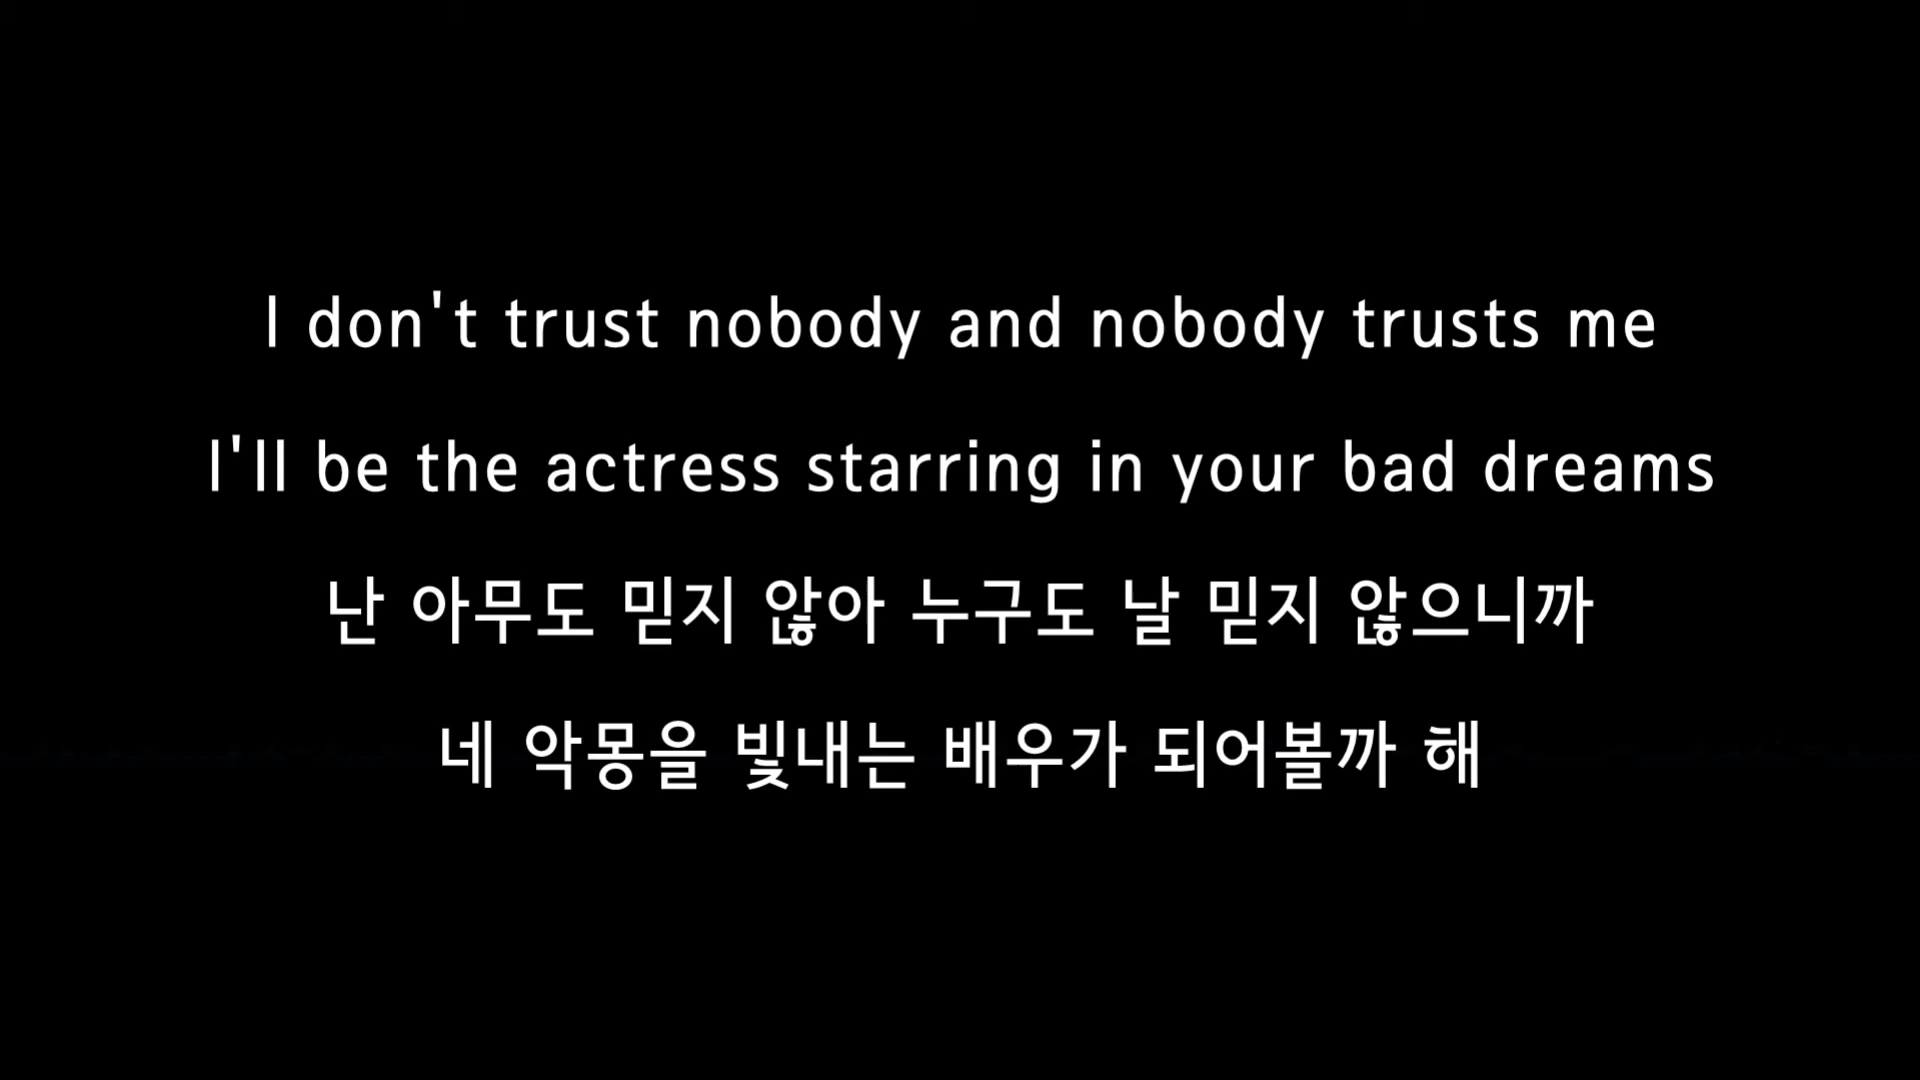 I don't trust nobody and nobody trusts me
I'll be the actress starring in your bad dreams
난 아무도 믿지 않아 누구도 날 믿지 않으니까
네 악몽을 빛내는 배우가 되어볼까 해